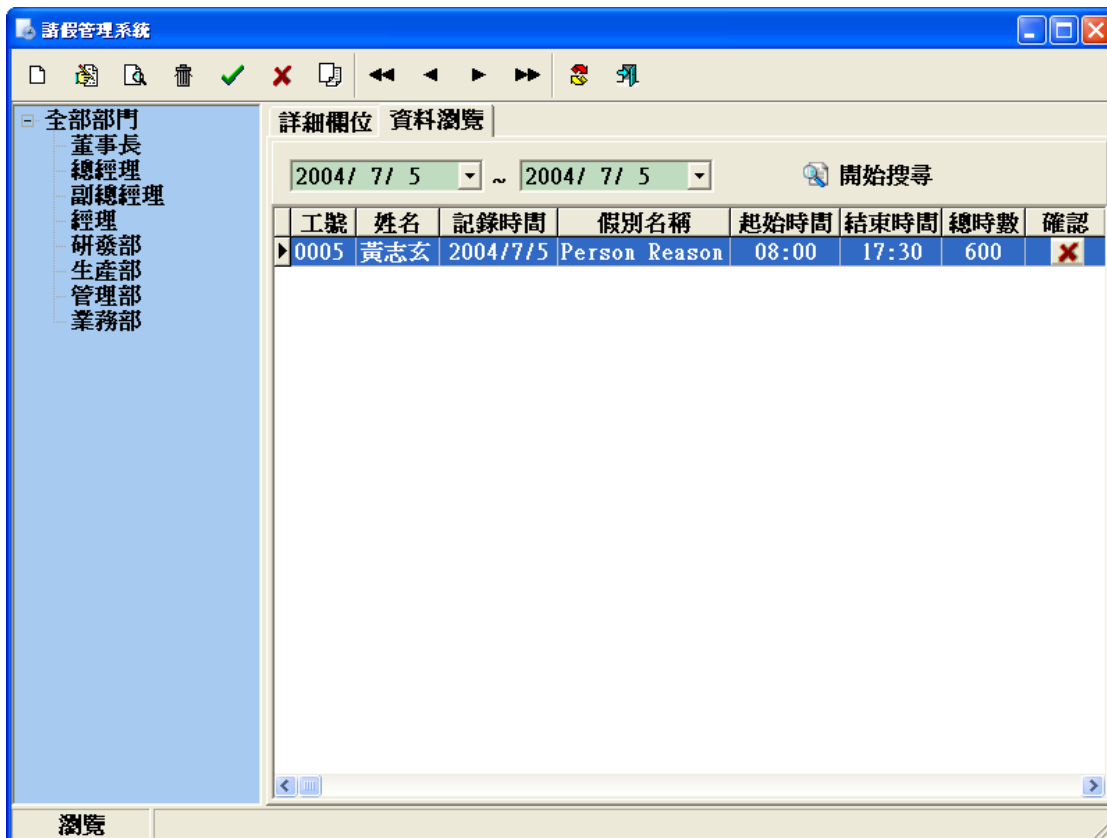 請假管理系統
全部部門
董事長
總經理
副總經理
經理
研發部
生產部
管理部
業務部
詳細欄位 資料瀏覽
2004/ 7/ 5 ~ 2004/ 7/ 5 開始搜尋
工號 姓名 記錄時間 假別名稱 起始時間 結束時間 總時數 確認
0005 黃志玄 2004/7/5 Person Reason 08:00 17:30 600
瀏覽